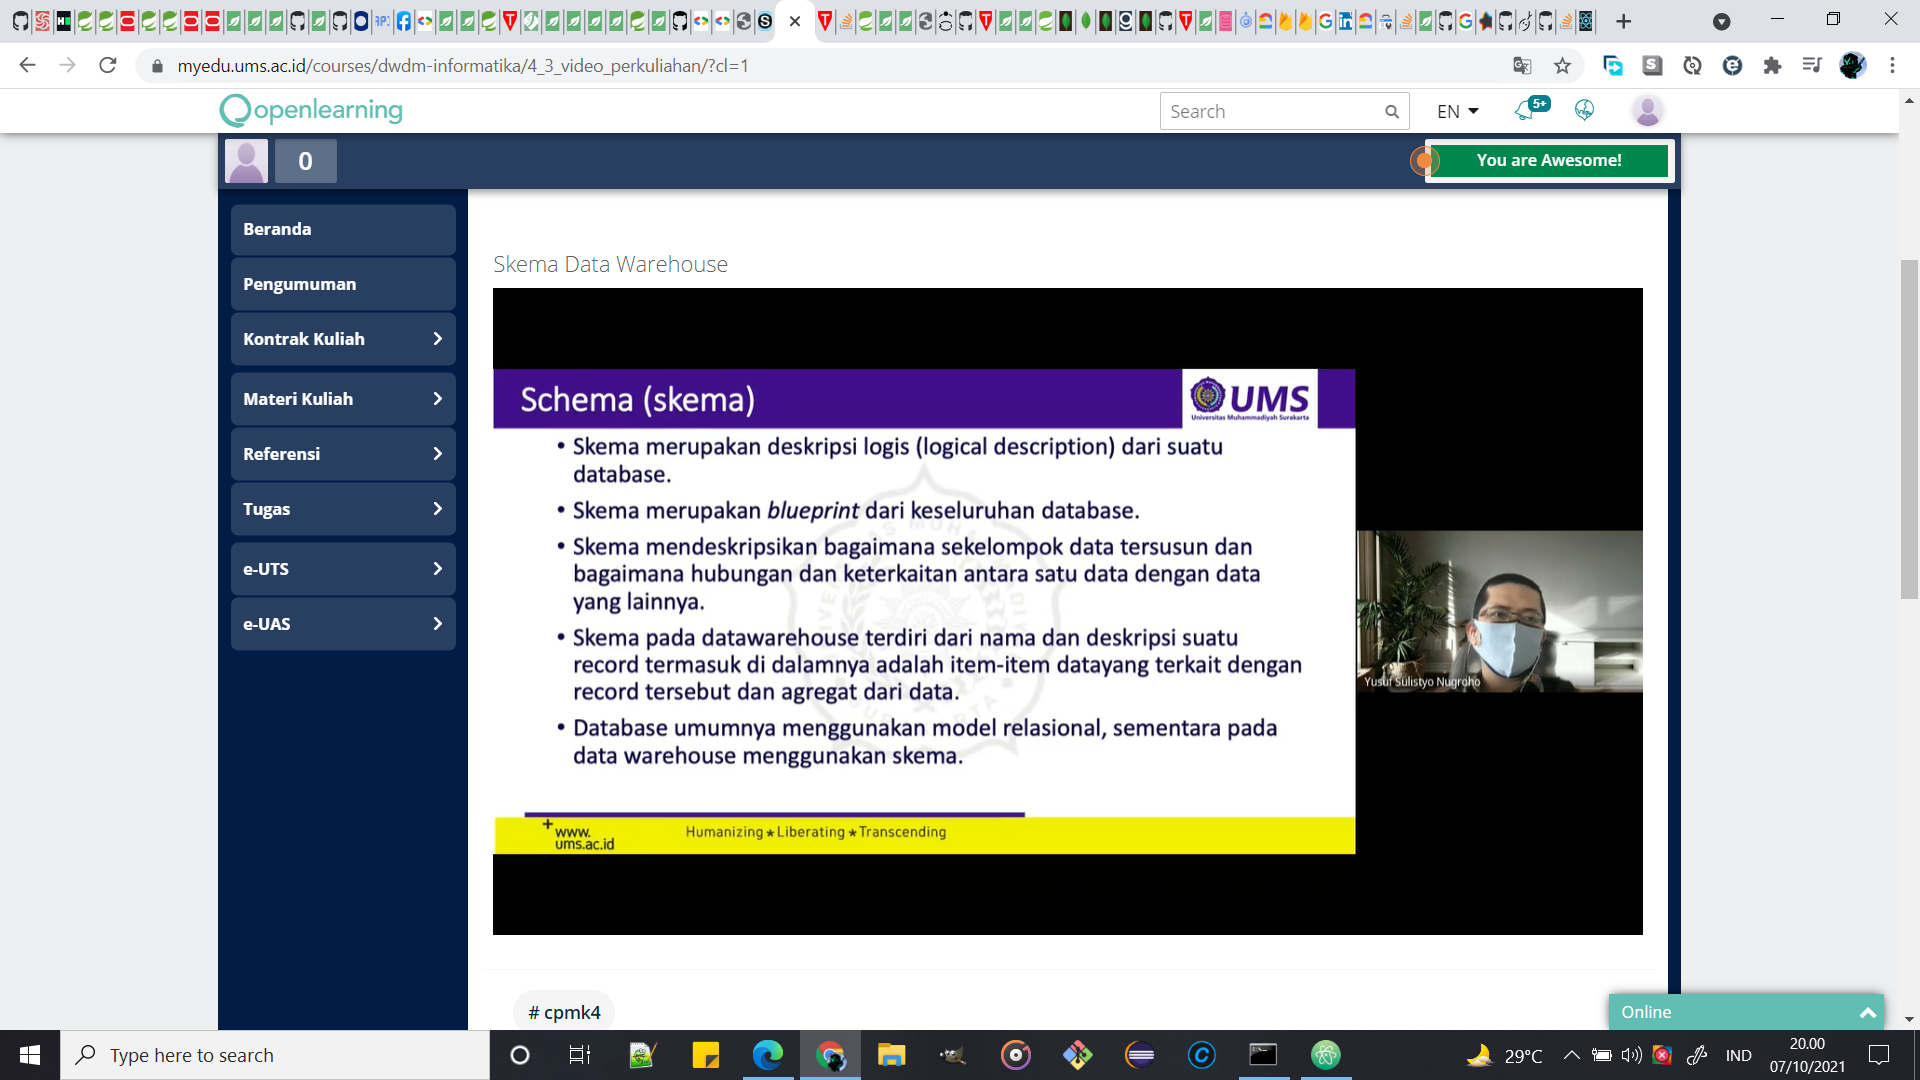 myedu.ums.ac.id/courses/dwdm-informatika/4_3_video_perkuliahan/?cl=1
openlearning
Search
EN
5+
0
You are Awesome!
Beranda
Pengumuman
Kontrak Kuliah
Materi Kuliah
Referensi
Tugas
e-UTS
e-UAS
Skema Data Warehouse
Schema (skema)
UMS
Universitas Muhammadiyah Surakarta
• Skema merupakan deskripsi logis (logical description) dari suatu
database.
• Skema merupakan blueprint dari keseluruhan database.
• Skema mendeskripsikan bagaimana sekelompok data tersusun dan
bagaimana hubungan dan keterkaitan antara satu data dengan data
yang lainnya.
• Skema pada datawarehouse terdiri dari nama dan deskripsi suatu
record termasuk di dalamnya adalah item-item datayang terkait dengan
record tersebut dan agregat dari data.
• Database umumnya menggunakan model relasional, sementara pada
data warehouse menggunakan skema.
Yusuf Sulistyo Nugroho
www.
ums.ac.id
Humanizing ★ Liberating ★ Transcending
# cpmk4
Online
Type here to search
29°C
IND
20.00
07/10/2021